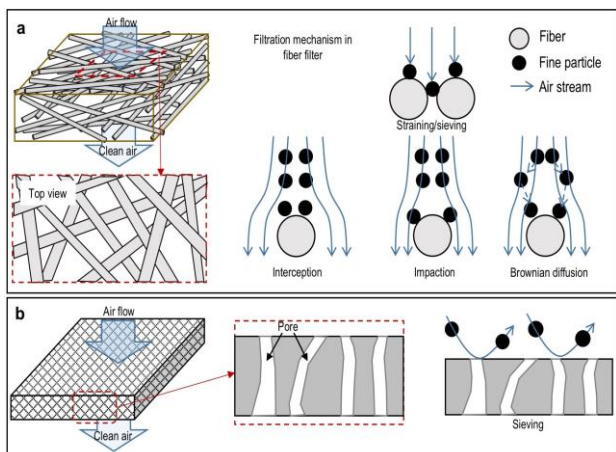 a
Air flow
Clean air
Top view
Filtration mechanism in
fiber filter
Straining/sieving
Fiber
Fine particle
Air stream
Interception
Impaction
Brownian diffusion
b
Air flow
Clean air
Pore
Sieving